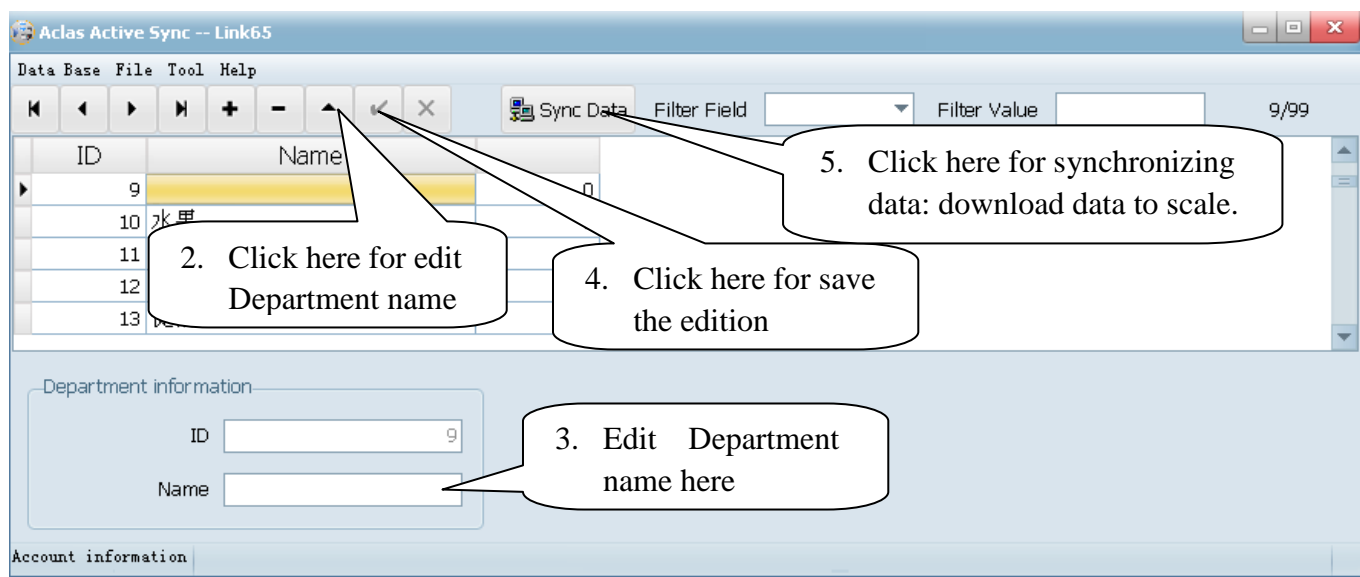 Aclas Active Sync -- Link65
Data Base File Tool Help
Sync Data Filter Field Filter Value 9/99
ID Name
9 0
10 水果
11
12
13
2. Click here for edit
Department name
4. Click here for save
the edition
5. Click here for synchronizing
data: download data to scale.
Department information
ID 9
Name
3. Edit Department
name here
Account information